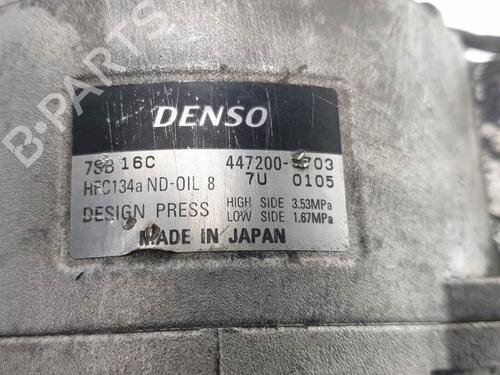 B-PARTS
DENSO
7SB 16C 447200-9703
HFC134a ND-OIL 8 7U 0105
DESIGN PRESS HIGH SIDE 3.53MPa
LOW SIDE 1.67MPa
MADE IN JAPAN